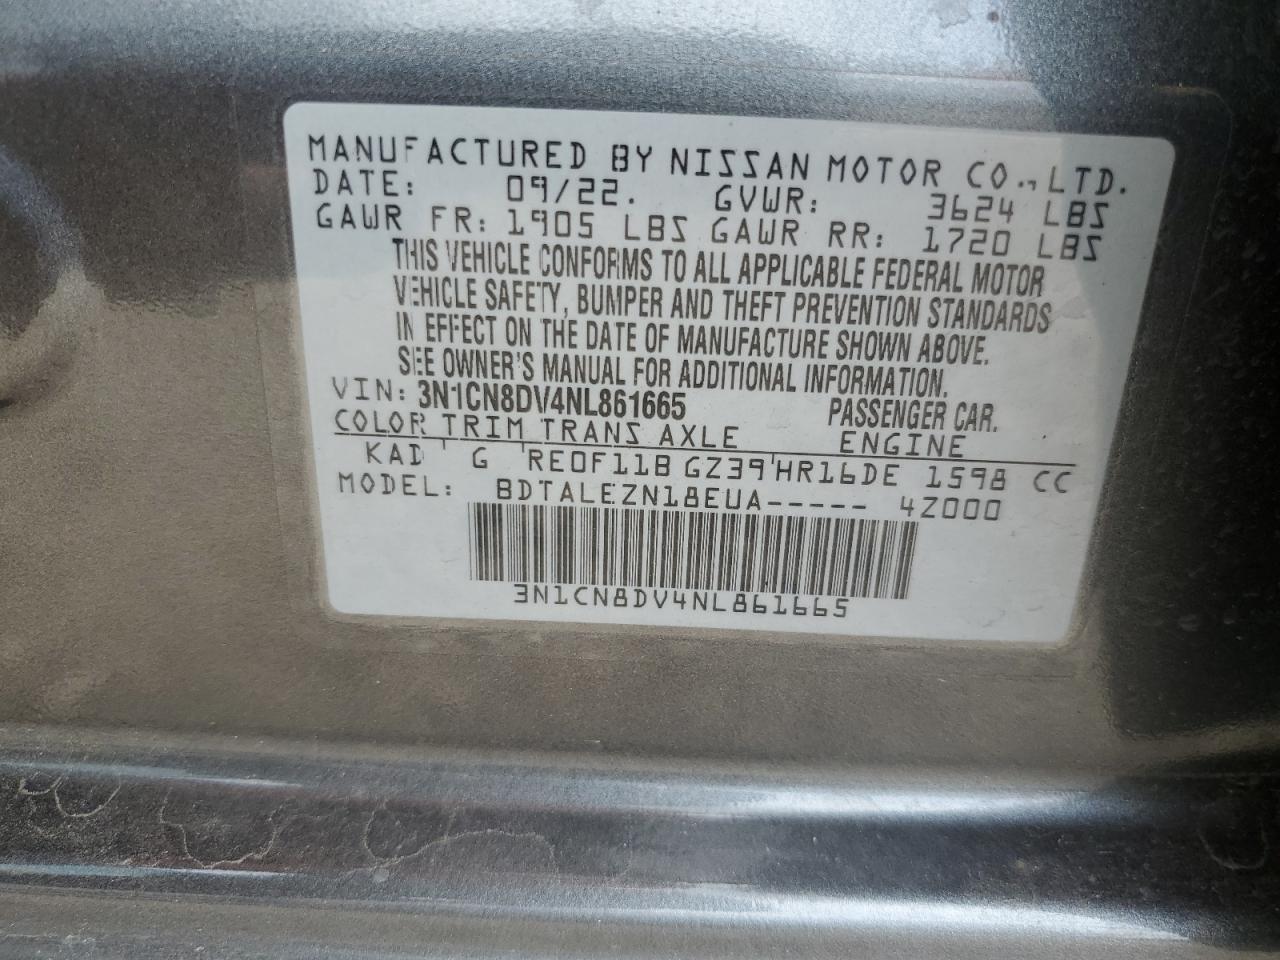 MANUFACTURED BY NISSAN MOTOR CO., LTD.
DATE: 09/22. GVWR: 3624 LBS
GAWR FR: 1905 LBS GAWR RR: 1720 LBS
THIS VEHICLE CONFORMS TO ALL APPLICABLE FEDERAL MOTOR
VEHICLE SAFETY, BUMPER AND THEFT PREVENTION STANDARDS
IN EFFECT ON THE DATE OF MANUFACTURE SHOWN ABOVE.
SEE OWNER'S MANUAL FOR ADDITIONAL INFORMATION.
VIN: 3N1CN8DV4NL861665 PASSENGER CAR.
COLOR TRIM TRANS AXLE ENGINE
KAD G RE0F11B GZ39 HR16DE 1598 CC
MODEL: BDTALEZN18EUA----- 4Z000
3N1CN8DV4NL861665